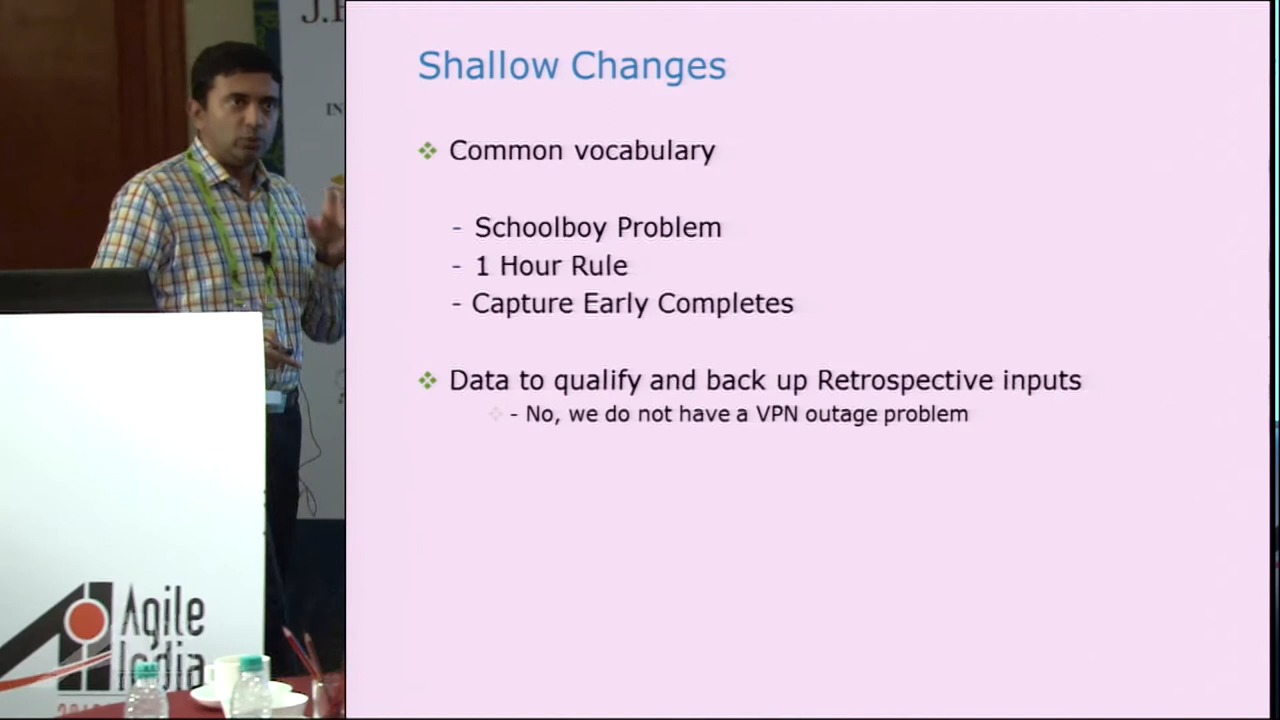 Shallow Changes
Common vocabulary
- Schoolboy Problem
- 1 Hour Rule
- Capture Early Completes
Data to qualify and back up Retrospective inputs
- No, we do not have a VPN outage problem
Agile
India